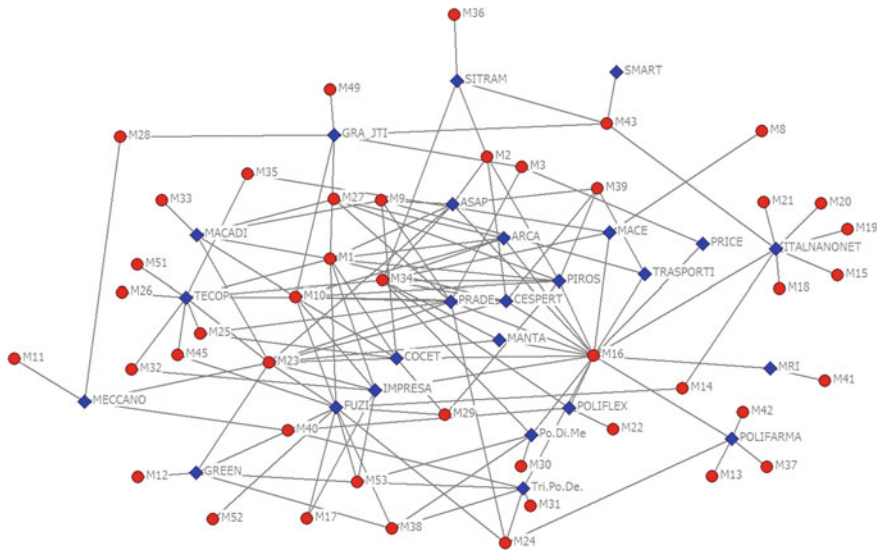 M36
SITRAM
SMART
M49
M28
GRA_JTI
M43
M8
M2
M3
M35
M39
M33
M27
M9
ASAP
M21
M20
MACADI
ARCA
MACE
M19
PRICE
ITALNANONET
M1
M51
M34
PIROS
TRASPORTI
M15
M26
TECOP
M10
PRADE
CESPERT
M18
M25
MANTA
M45
M23
COCET
M16
M11
M32
MRI
M41
IMPRESA
M14
MECCANO
FUZI
M29
POLIFLEX
M42
M40
M22
Po.Di.Me
POLIFARMA
M12
GREEN
M30
M13
M37
M53
Tri.Po.De.
M31
M52
M17
M38
M24